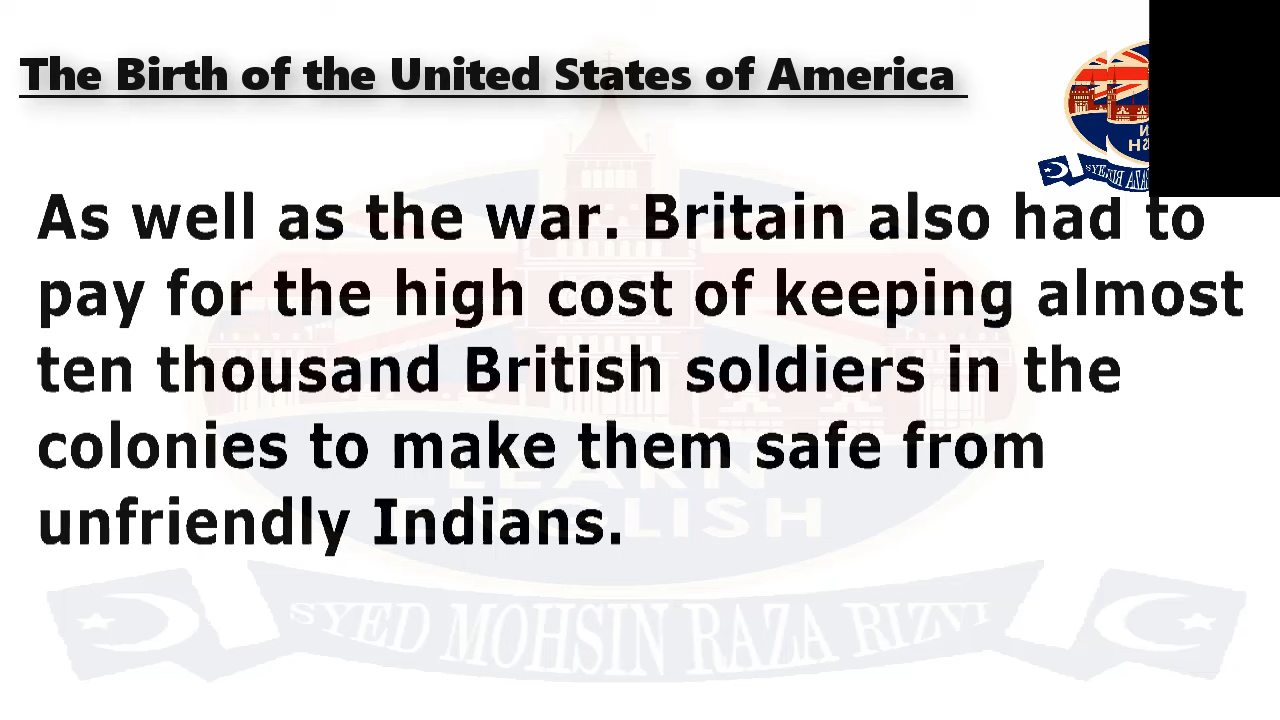 The Birth of the United States of America
As well as the war. Britain also had to
pay for the high cost of keeping almost
ten thousand British soldiers in the
colonies to make them safe from
unfriendly Indians.
LEARN
ENGLISH
SYED MOHSIN RAZA RIZVI